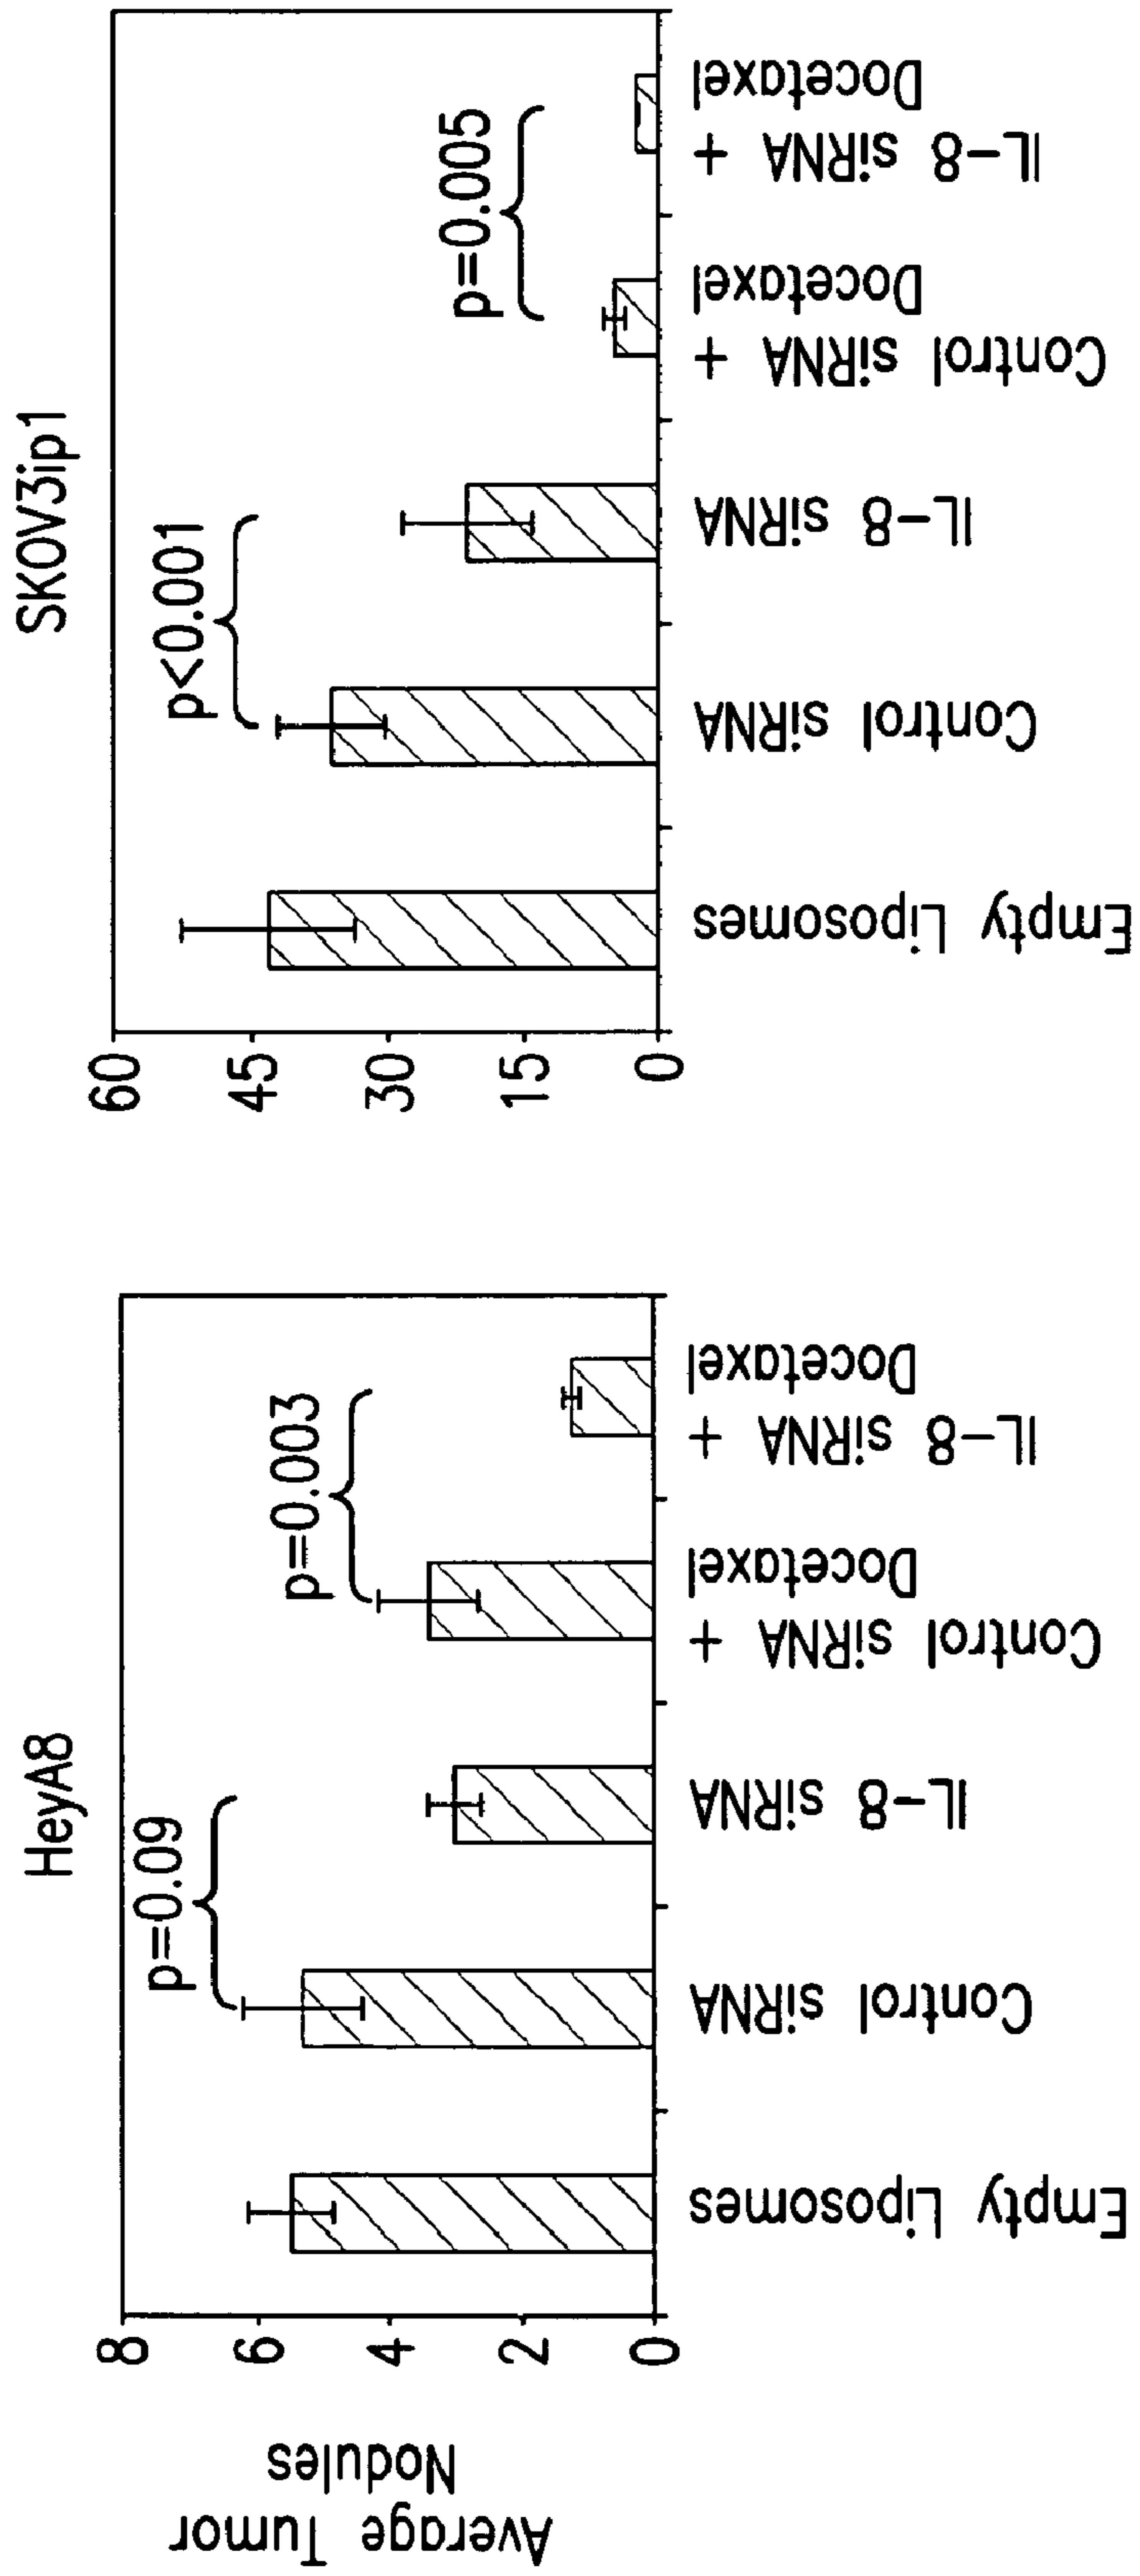 HeyA8
Average Tumor
Nodules
8
6
4
2
0
p=0.09
p=0.003
Empty Liposomes
Control siRNA
IL-8 siRNA
Control siRNA +
Docetaxel
IL-8 siRNA +
Docetaxel
SKOV3ip1
60
45
30
15
0
p<0.001
p=0.005
Empty Liposomes
Control siRNA
IL-8 siRNA
Control siRNA +
Docetaxel
IL-8 siRNA +
Docetaxel